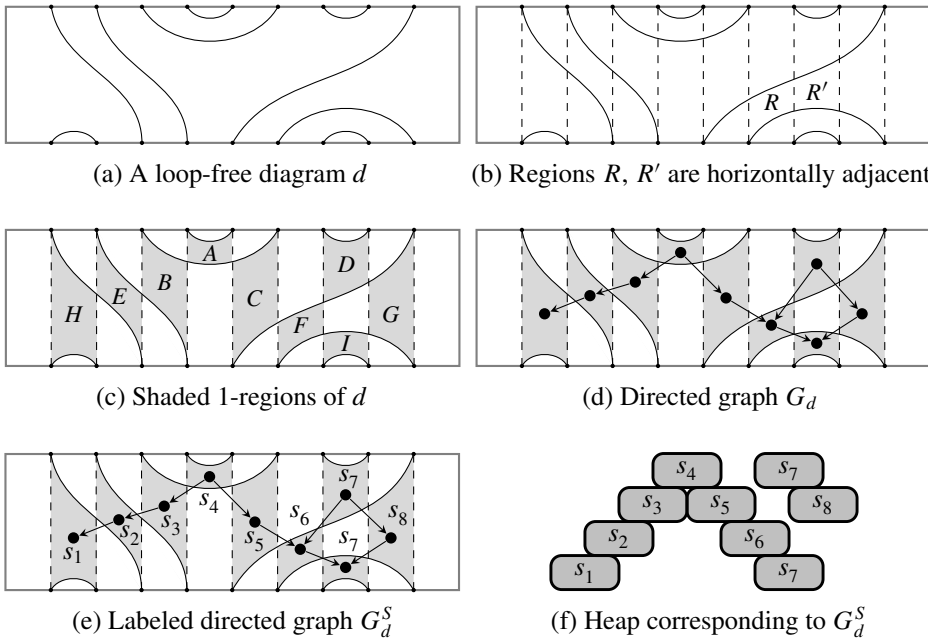 (a) A loop-free diagram d
R
R′
(b) Regions R, R′ are horizontally adjacent
A
H E B C D
F G
I
(c) Shaded 1-regions of d
(d) Directed graph G_d
s_7
s_4
s_1 s_2 s_3 s_5 s_6 s_8
s_7
(e) Labeled directed graph G_d^S
s_4 s_7
s_3 s_5 s_8
s_2 s_6
s_1 s_7
(f) Heap corresponding to G_d^S